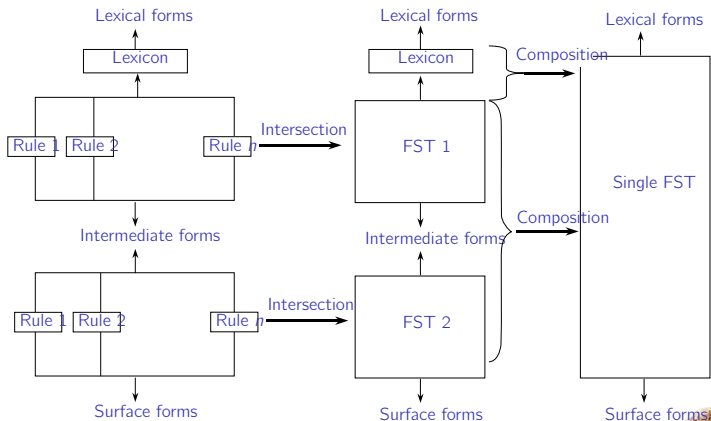 Lexical forms
Lexicon
Rule 1
Rule 2
Rule n
Intermediate forms
Rule 1
Rule 2
Rule n
Surface forms
Intersection
Intersection
Lexical forms
Lexicon
FST 1
Intermediate forms
FST 2
Surface forms
Composition
Composition
Lexical forms
Single FST
Surface forms